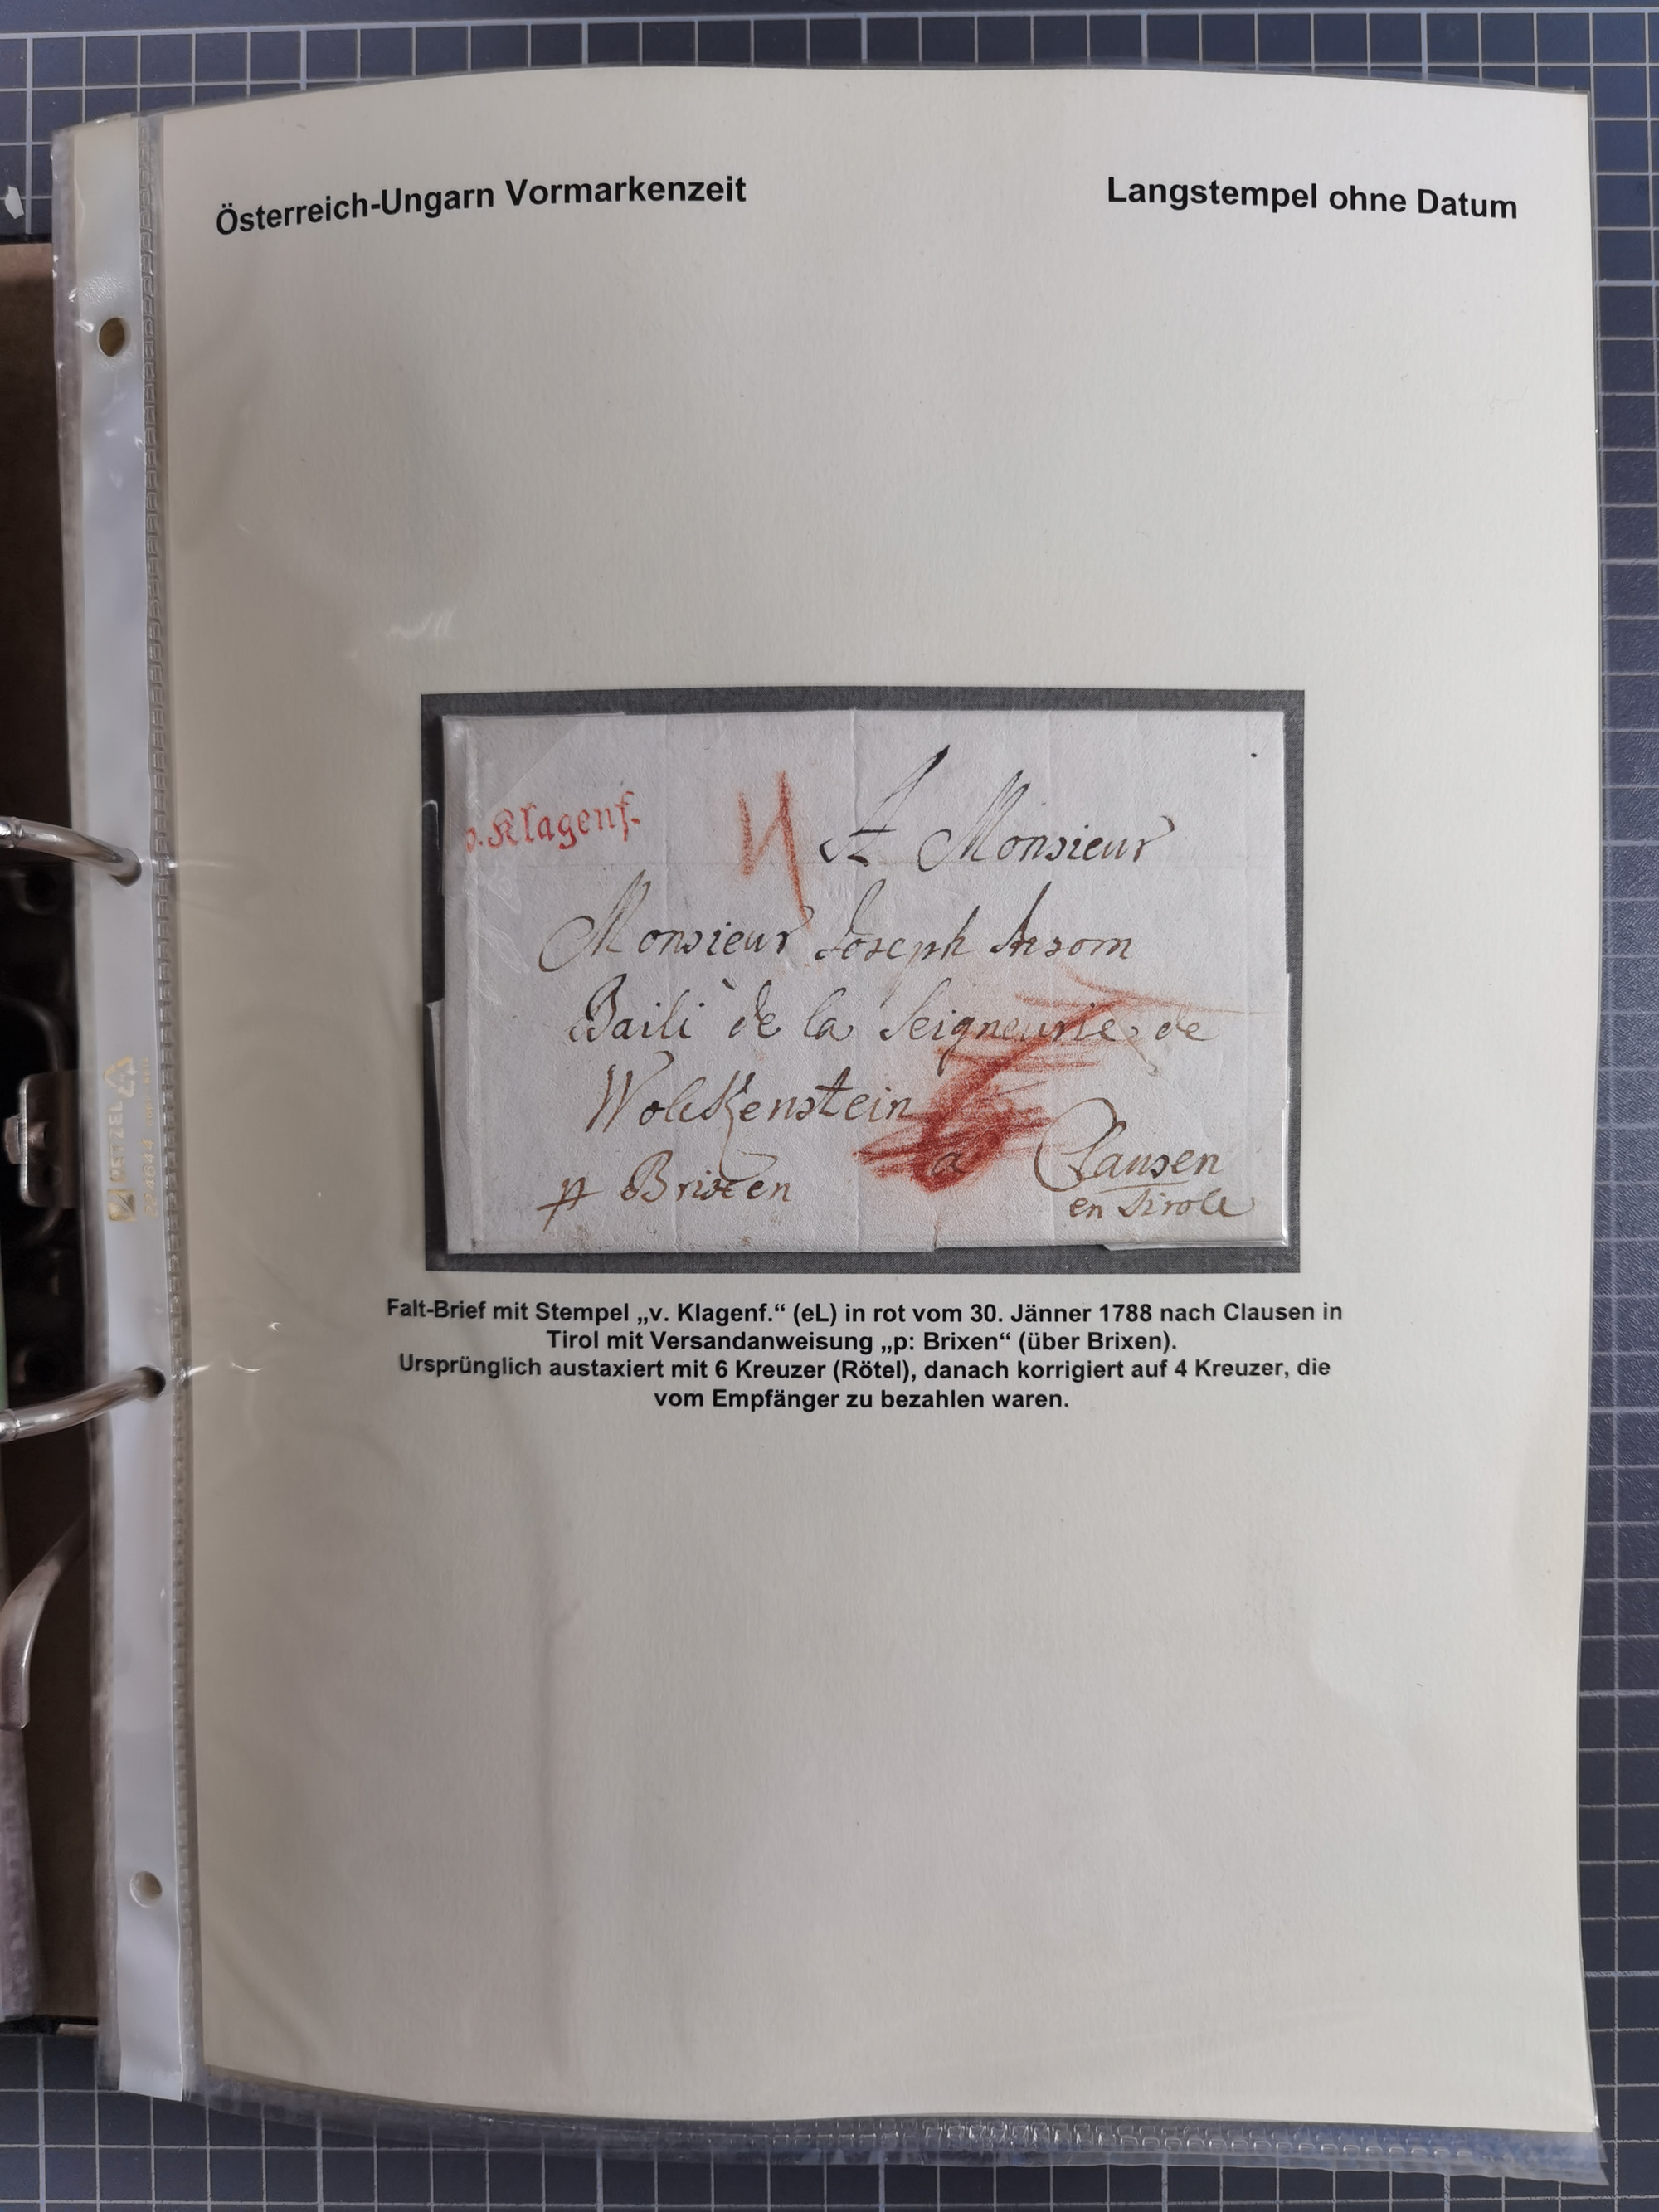 Österreich-Ungarn Vormarkenzeit
Langstempel ohne Datum
v. Klagenf.
4
A Monsieur
Monsieur Joseph Insom
Baili de la Seigneurie de
Wolckenstein
a Clausen
p Brixen
en Tirole
Falt-Brief mit Stempel „v. Klagenf.“ (eL) in rot vom 30. Jänner 1788 nach Clausen in
Tirol mit Versandanweisung „p: Brixen“ (über Brixen).
Ursprünglich austaxiert mit 6 Kreuzer (Rötel), danach korrigiert auf 4 Kreuzer, die
vom Empfänger zu bezahlen waren.